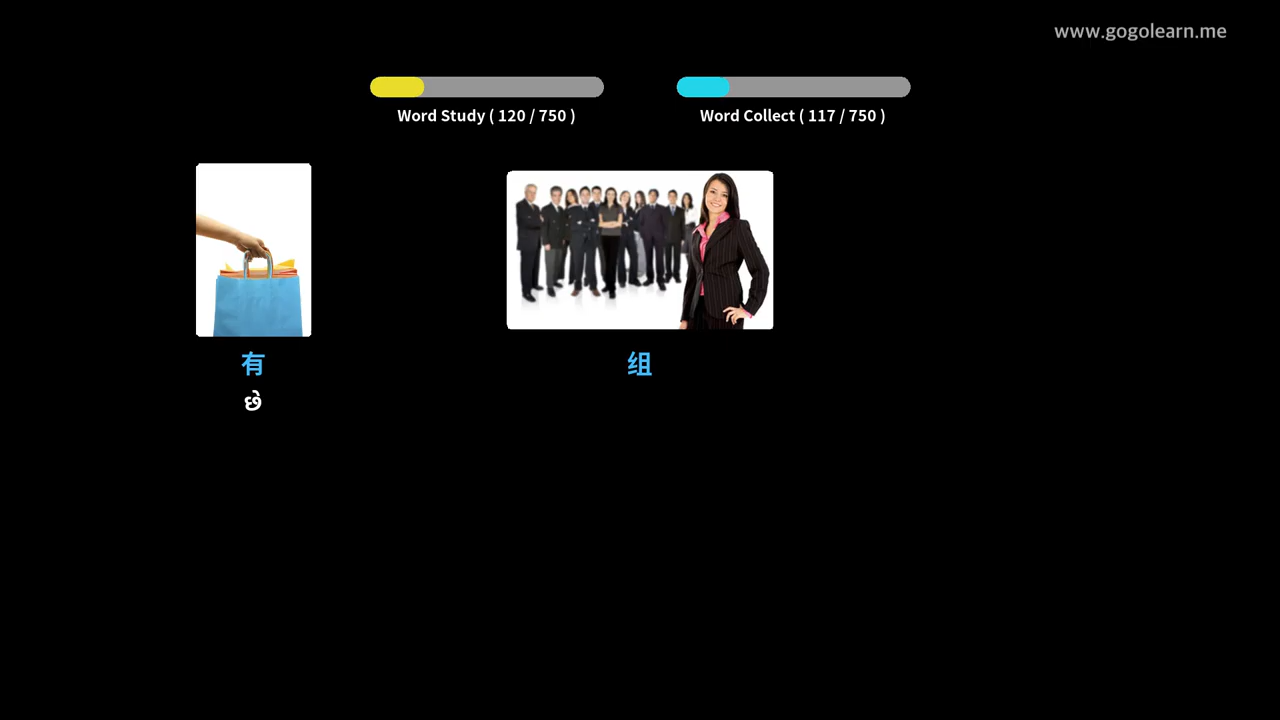 www.gogolearn.me
Word Study ( 120 / 750 )
Word Collect ( 117 / 750 )
有
组
છે